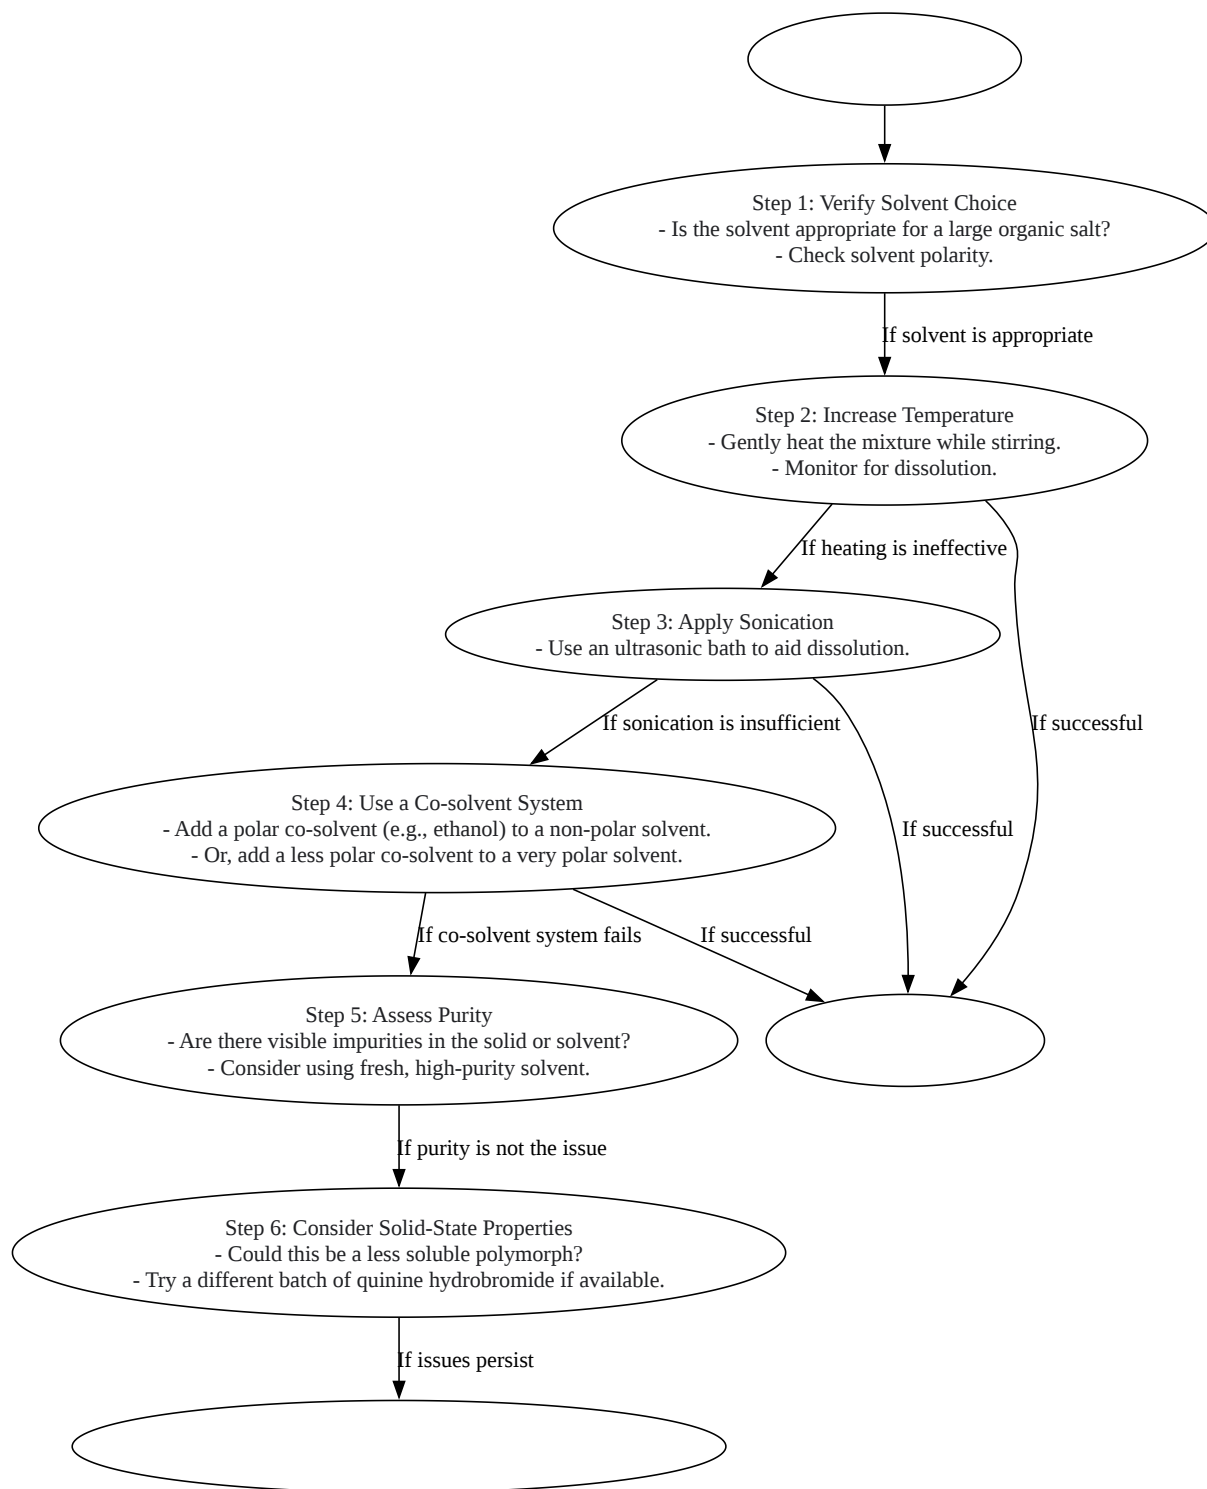 Step 1: Verify Solvent Choice
- Is the solvent appropriate for a large organic salt?
- Check solvent polarity.
If solvent is appropriate
Step 2: Increase Temperature
- Gently heat the mixture while stirring.
- Monitor for dissolution.
If heating is ineffective
Step 3: Apply Sonication
- Use an ultrasonic bath to aid dissolution.
If sonication is insufficient
If successful
Step 4: Use a Co-solvent System
- Add a polar co-solvent (e.g., ethanol) to a non-polar solvent.
- Or, add a less polar co-solvent to a very polar solvent.
If successful
If co-solvent system fails
If successful
Step 5: Assess Purity
- Are there visible impurities in the solid or solvent?
- Consider using fresh, high-purity solvent.
If purity is not the issue
Step 6: Consider Solid-State Properties
- Could this be a less soluble polymorph?
- Try a different batch of quinine hydrobromide if available.
If issues persist